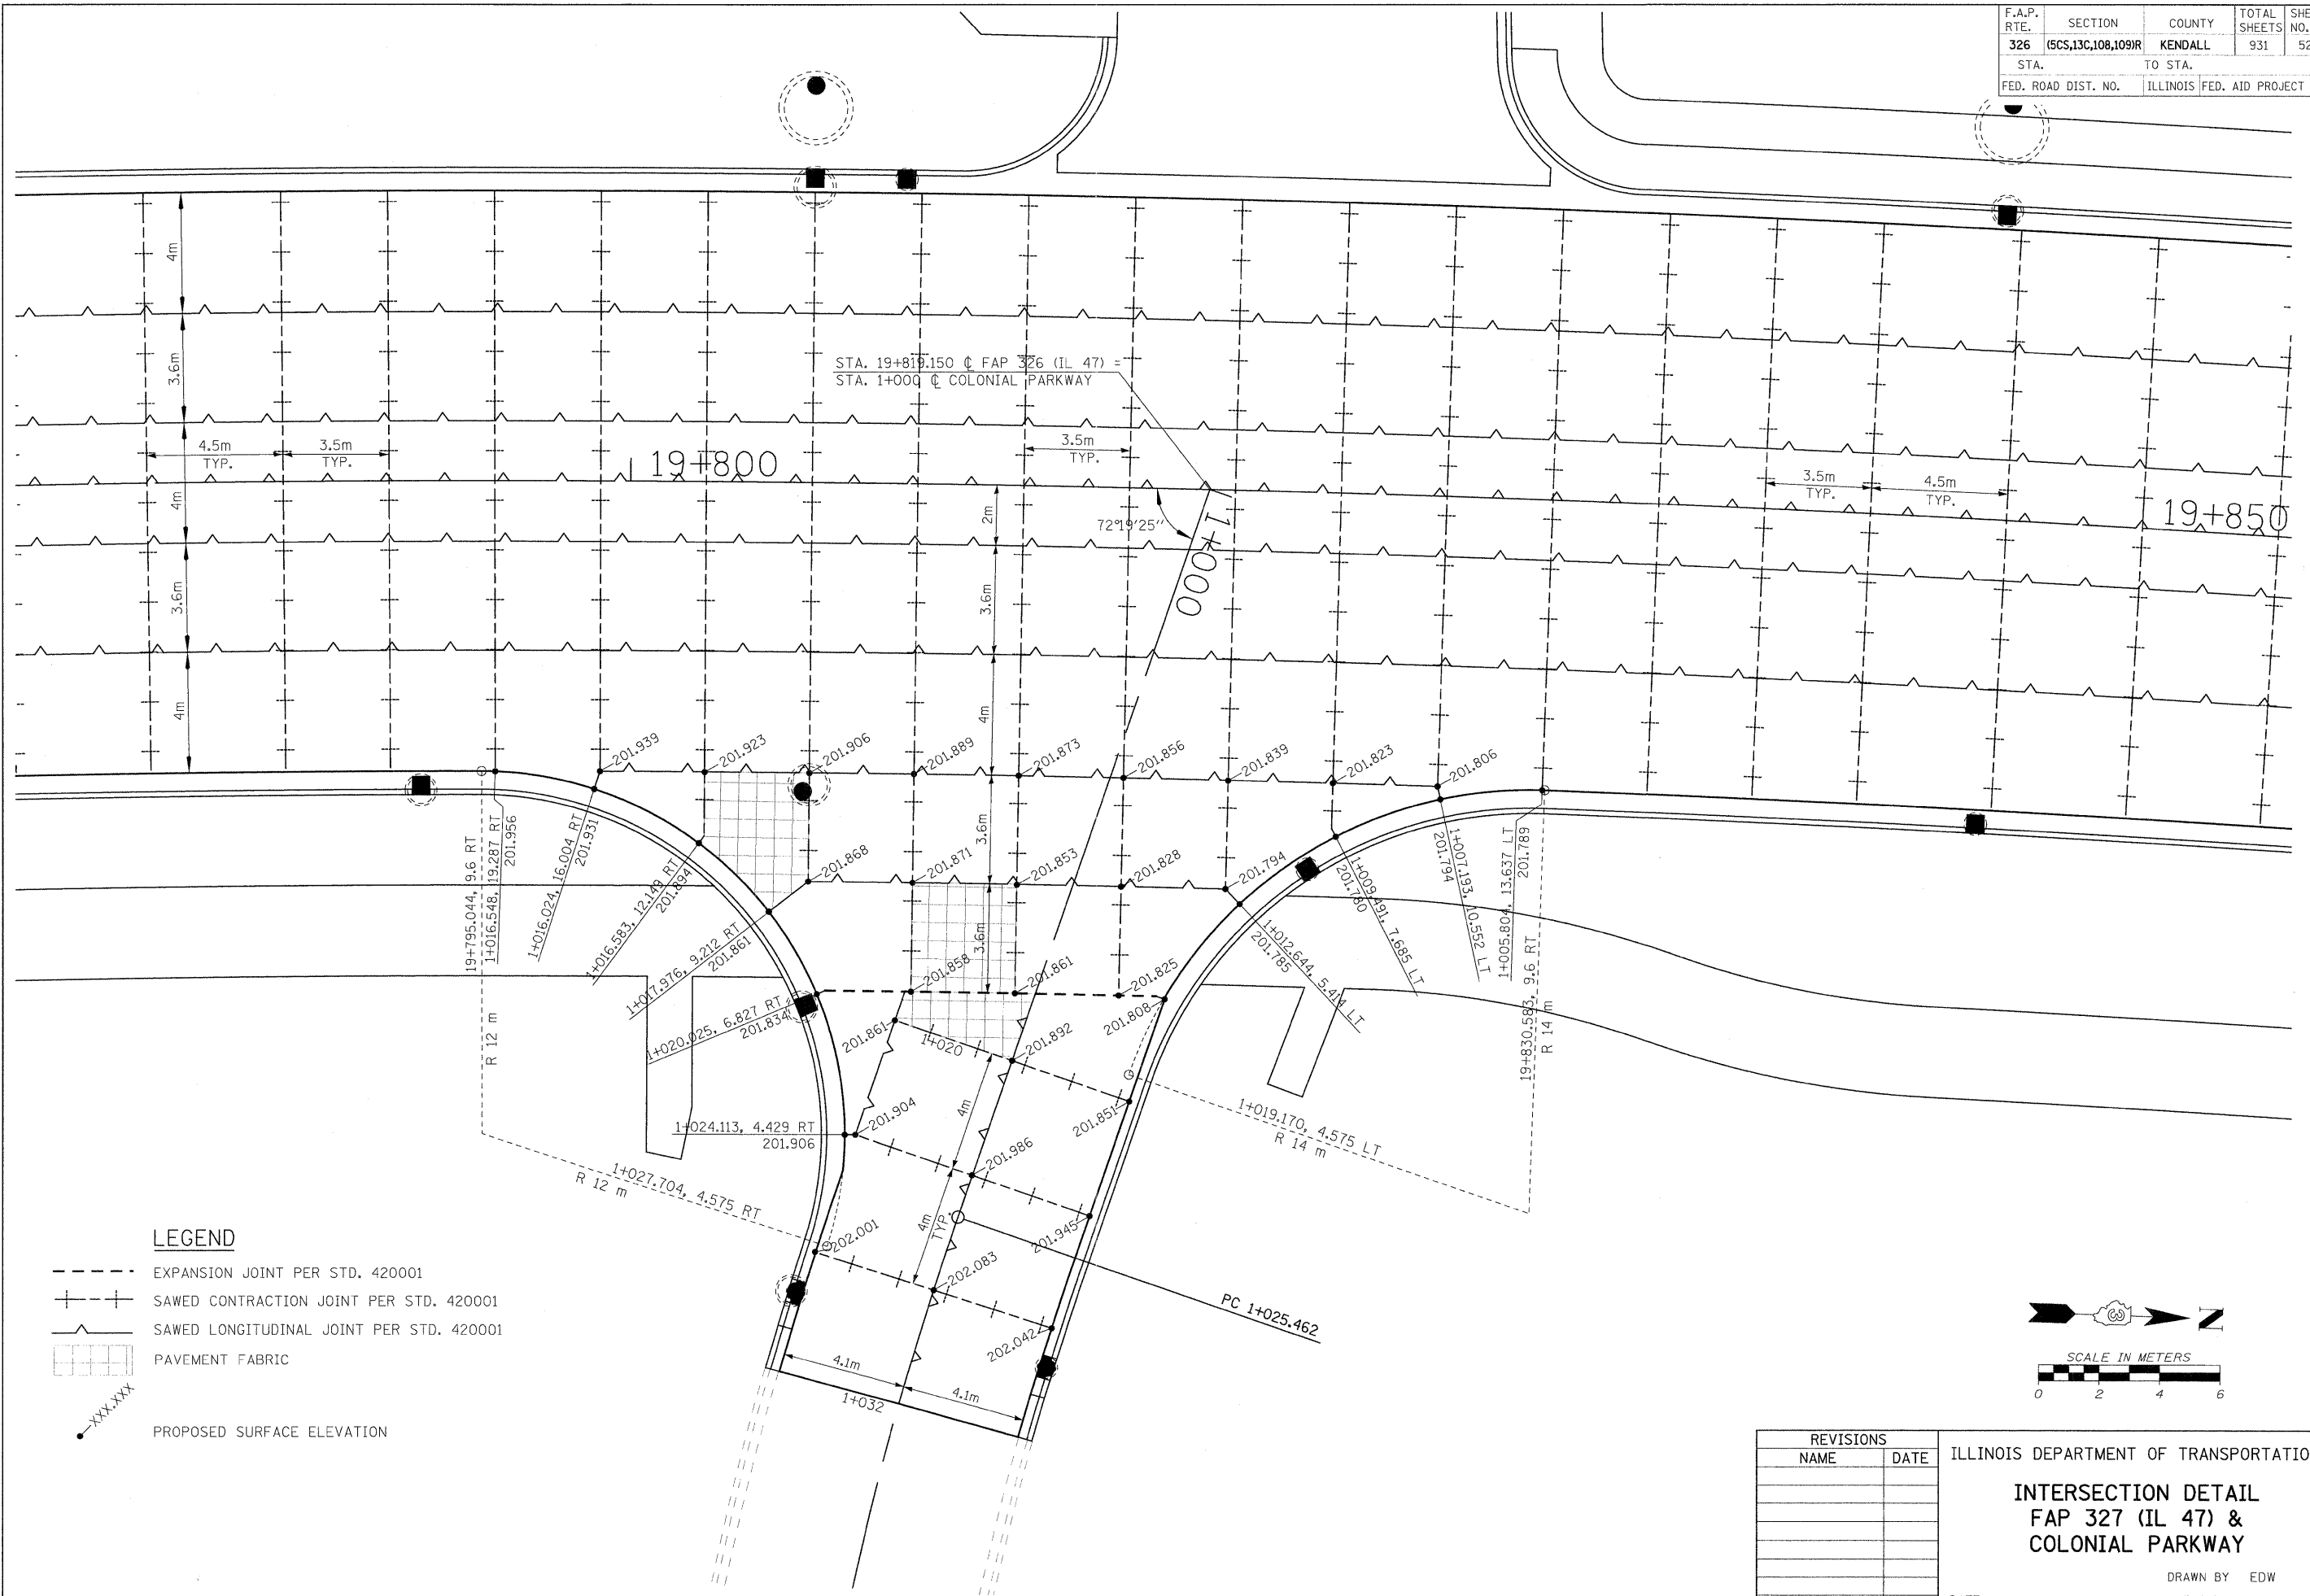 F.A.P. RTE. SECTION COUNTY TOTAL SHEETS SHE NO.
326 (5CS,13C,108,109)R KENDALL 931 52
STA. TO STA.
FED. ROAD DIST. NO. ILLINOIS FED. AID PROJECT
4m
3.6m
STA. 19+819.150 ℄ FAP 326 (IL 47) =
STA. 1+000 ℄ COLONIAL PARKWAY
4.5m TYP.
3.5m TYP.
19+800
3.5m TYP.
3.5m TYP.
4.5m TYP.
19+850
4m
2m
72°19'25"
1+000
3.6m
3.6m
4m
4m
201.939
201.923
201.906
201.889
201.873
201.856
201.839
201.823
201.806
3.6m
201.868
201.871
201.853
201.828
201.794
19+795.044, 9.6 RT
1+016.548, 19.287 RT
201.956
1+016.024, 16.004 RT
201.931
1+016.583, 12.149 RT
201.894
1+017.976, 9.212 RT
201.861
1+020.025, 6.827 RT
201.834
3.6m
201.858
201.861
201.825
201.808
1+012.644, 5.414 LT
201.785
1+009.491, 7.685 LT
201.780
1+007.193, 10.552 LT
201.794
1+005.804, 13.637 LT
201.789
19+830.583, 9.6 RT
R 14 m
R 12 m
201.861
1+020
201.892
4m
201.851
1+019.170, 4.575 LT
R 14 m
1+024.113, 4.429 RT
201.906
201.904
201.986
1+027.704, 4.575 RT
R 12 m
4m TYP.
201.945
202.001
202.083
202.042
PC 1+025.462
4.1m
4.1m
1+032
LEGEND
EXPANSION JOINT PER STD. 420001
SAWED CONTRACTION JOINT PER STD. 420001
SAWED LONGITUDINAL JOINT PER STD. 420001
PAVEMENT FABRIC
XXX.XXX
PROPOSED SURFACE ELEVATION
N
SCALE IN METERS
0 2 4 6
REVISIONS
NAME DATE
ILLINOIS DEPARTMENT OF TRANSPORTATIO
INTERSECTION DETAIL
FAP 327 (IL 47) &
COLONIAL PARKWAY
DRAWN BY EDW